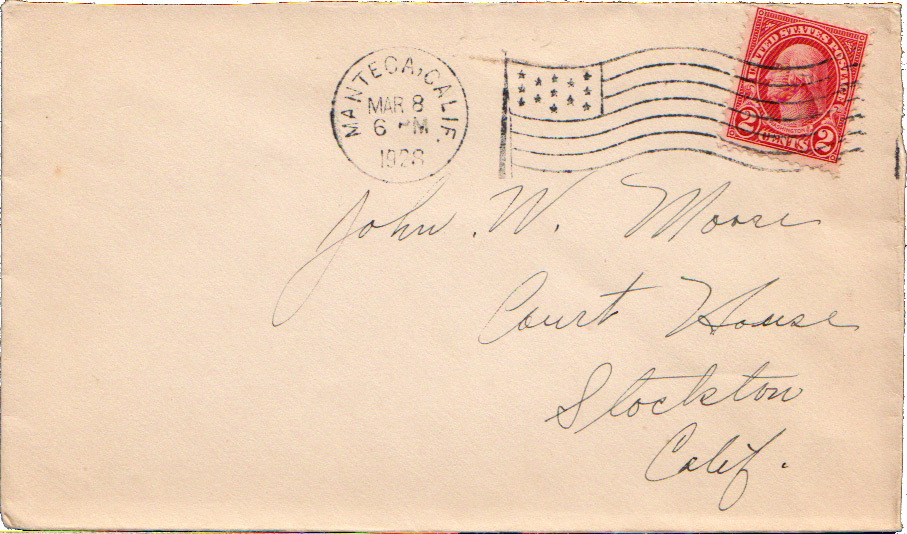 MANTECA, CALIF.
MAR 8
6 PM
1928
UNITED STATES POSTAGE
WASHINGTON
2 CENTS 2
John W. Moore
Court House
Stockton
Calif.